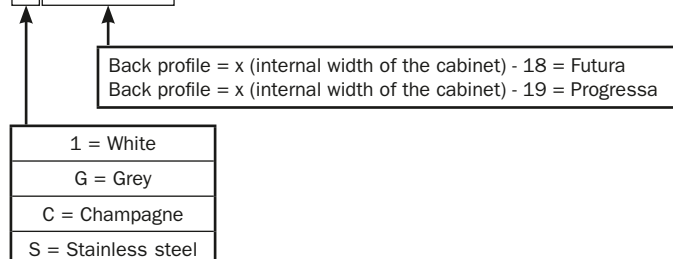 Back profile = x (internal width of the cabinet) - 18 = Futura
Back profile = x (internal width of the cabinet) - 19 = Progressa
1 = White
G = Grey
C = Champagne
S = Stainless steel